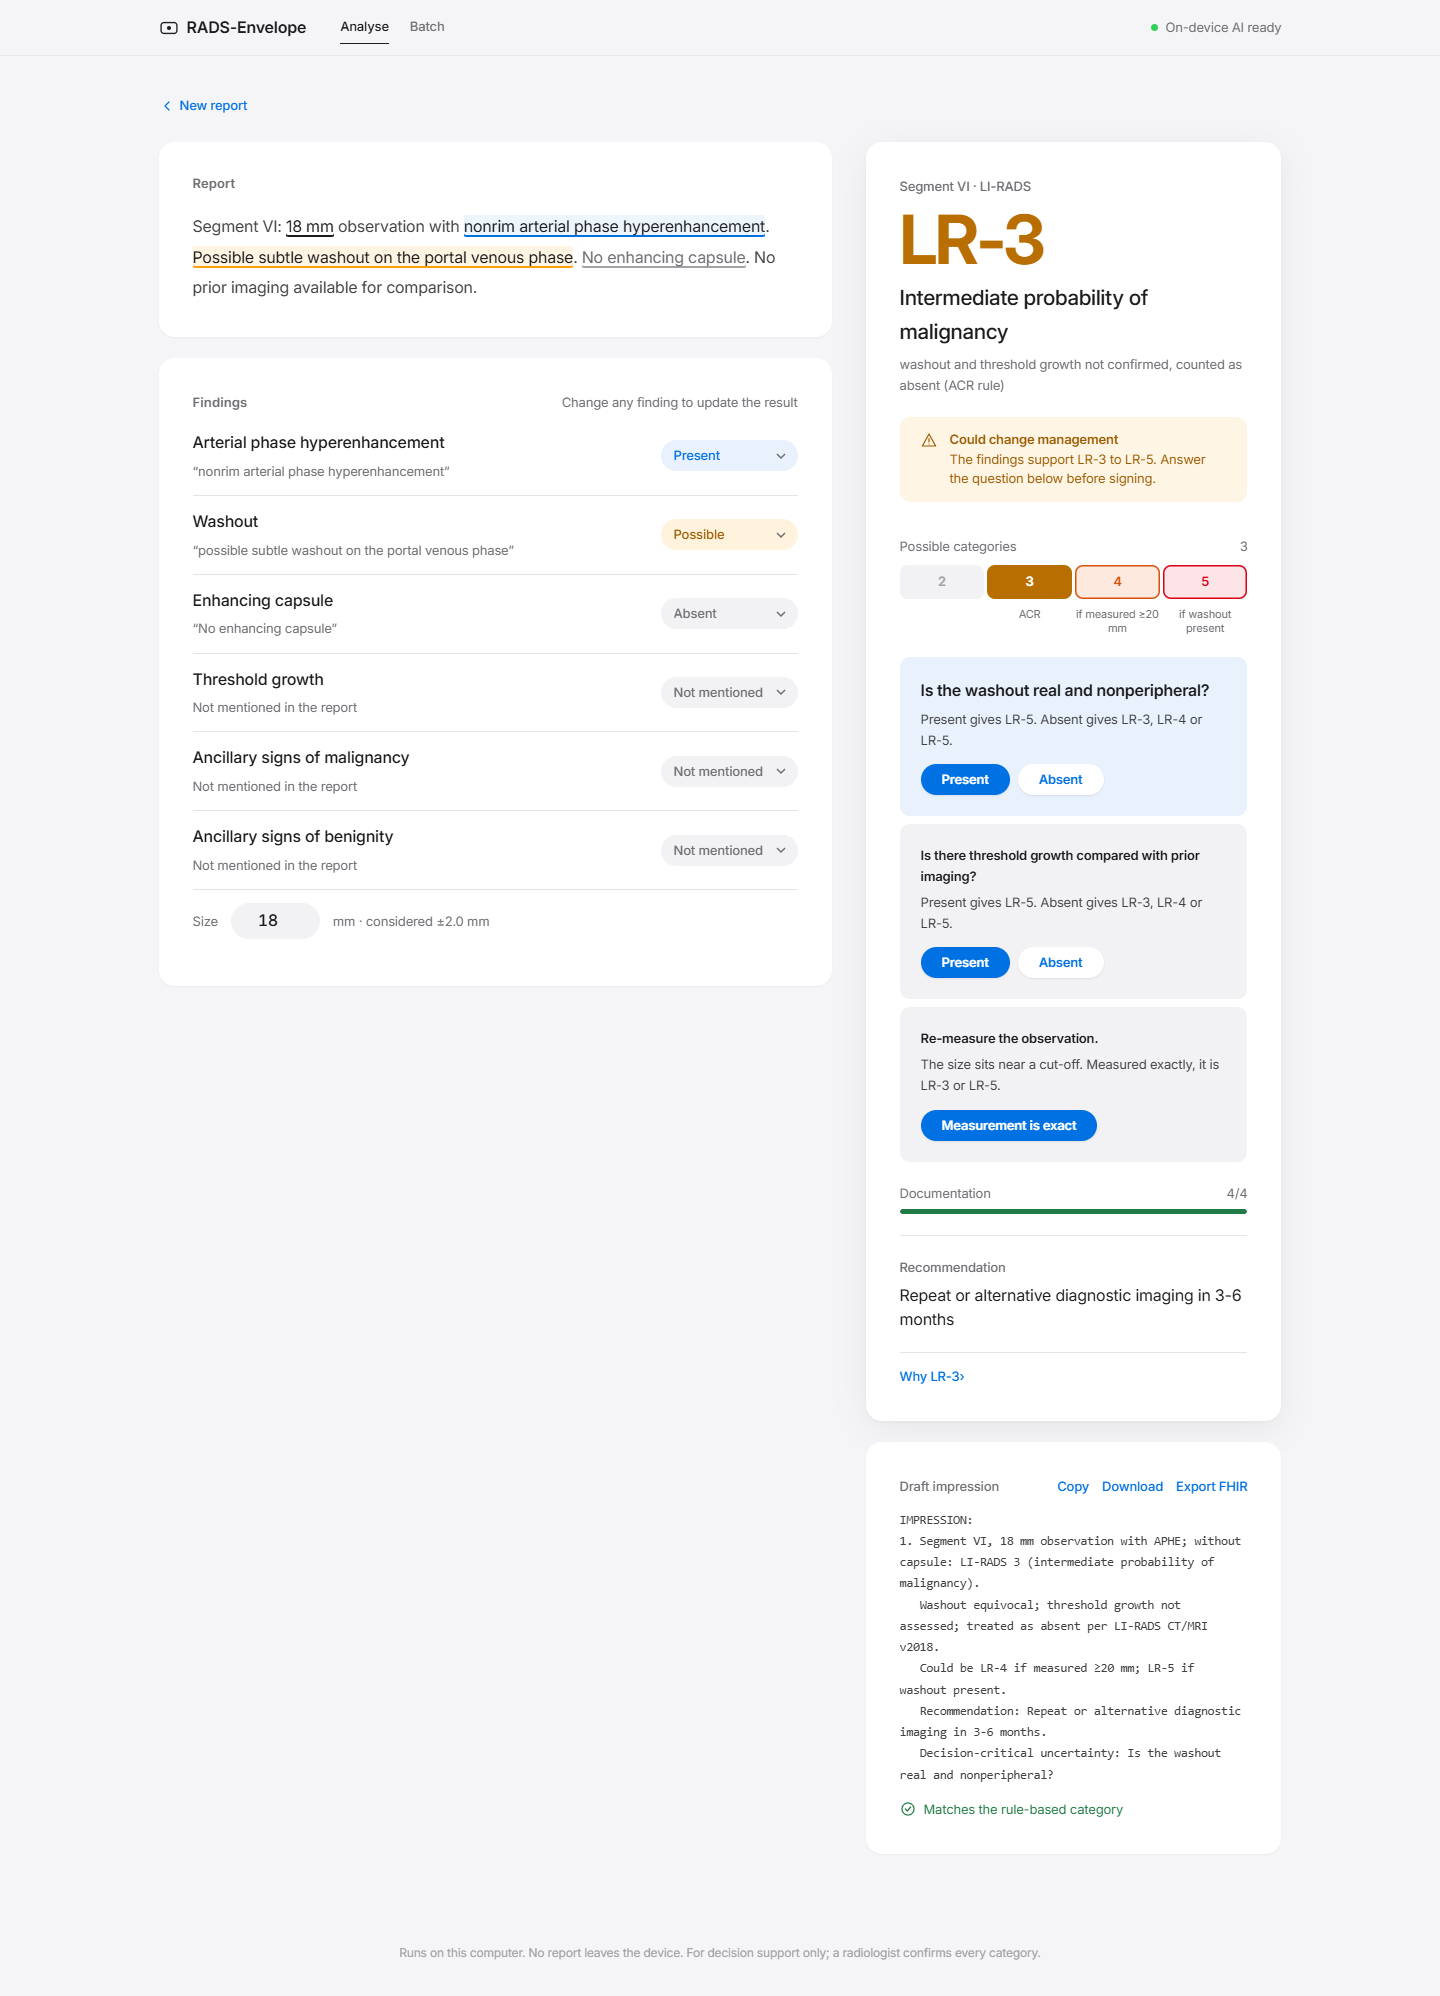 RADS-Envelope
Analyse
Batch
On-device AI ready
New report
Report
Segment VI: 18 mm observation with nonrim arterial phase hyperenhancement.
Possible subtle washout on the portal venous phase. No enhancing capsule. No
prior imaging available for comparison.
Findings
Change any finding to update the result
Arterial phase hyperenhancement
“nonrim arterial phase hyperenhancement”
Present
Washout
“possible subtle washout on the portal venous phase”
Possible
Enhancing capsule
“No enhancing capsule”
Absent
Threshold growth
Not mentioned in the report
Not mentioned
Ancillary signs of malignancy
Not mentioned in the report
Not mentioned
Ancillary signs of benignity
Not mentioned in the report
Not mentioned
Size
18
mm · considered ±2.0 mm
Segment VI · LI-RADS
LR-3
Intermediate probability of
malignancy
washout and threshold growth not confirmed, counted as
absent (ACR rule)
Could change management
The findings support LR-3 to LR-5. Answer
the question below before signing.
Possible categories
3
2
3
4
5
ACR
if measured ≥20
mm
if washout
present
Is the washout real and nonperipheral?
Present gives LR-5. Absent gives LR-3, LR-4 or
LR-5.
Present
Absent
Is there threshold growth compared with prior
imaging?
Present gives LR-5. Absent gives LR-3, LR-4 or
LR-5.
Present
Absent
Re-measure the observation.
The size sits near a cut-off. Measured exactly, it is
LR-3 or LR-5.
Measurement is exact
Documentation
4/4
Recommendation
Repeat or alternative diagnostic imaging in 3-6
months
Why LR-3›
Draft impression
Copy
Download
Export FHIR
IMPRESSION:
1. Segment VI, 18 mm observation with APHE; without
capsule: LI-RADS 3 (intermediate probability of
malignancy).
Washout equivocal; threshold growth not
assessed; treated as absent per LI-RADS CT/MRI
v2018.
Could be LR-4 if measured ≥20 mm; LR-5 if
washout present.
Recommendation: Repeat or alternative diagnostic
imaging in 3-6 months.
Decision-critical uncertainty: Is the washout
real and nonperipheral?
Matches the rule-based category
Runs on this computer. No report leaves the device. For decision support only; a radiologist confirms every category.